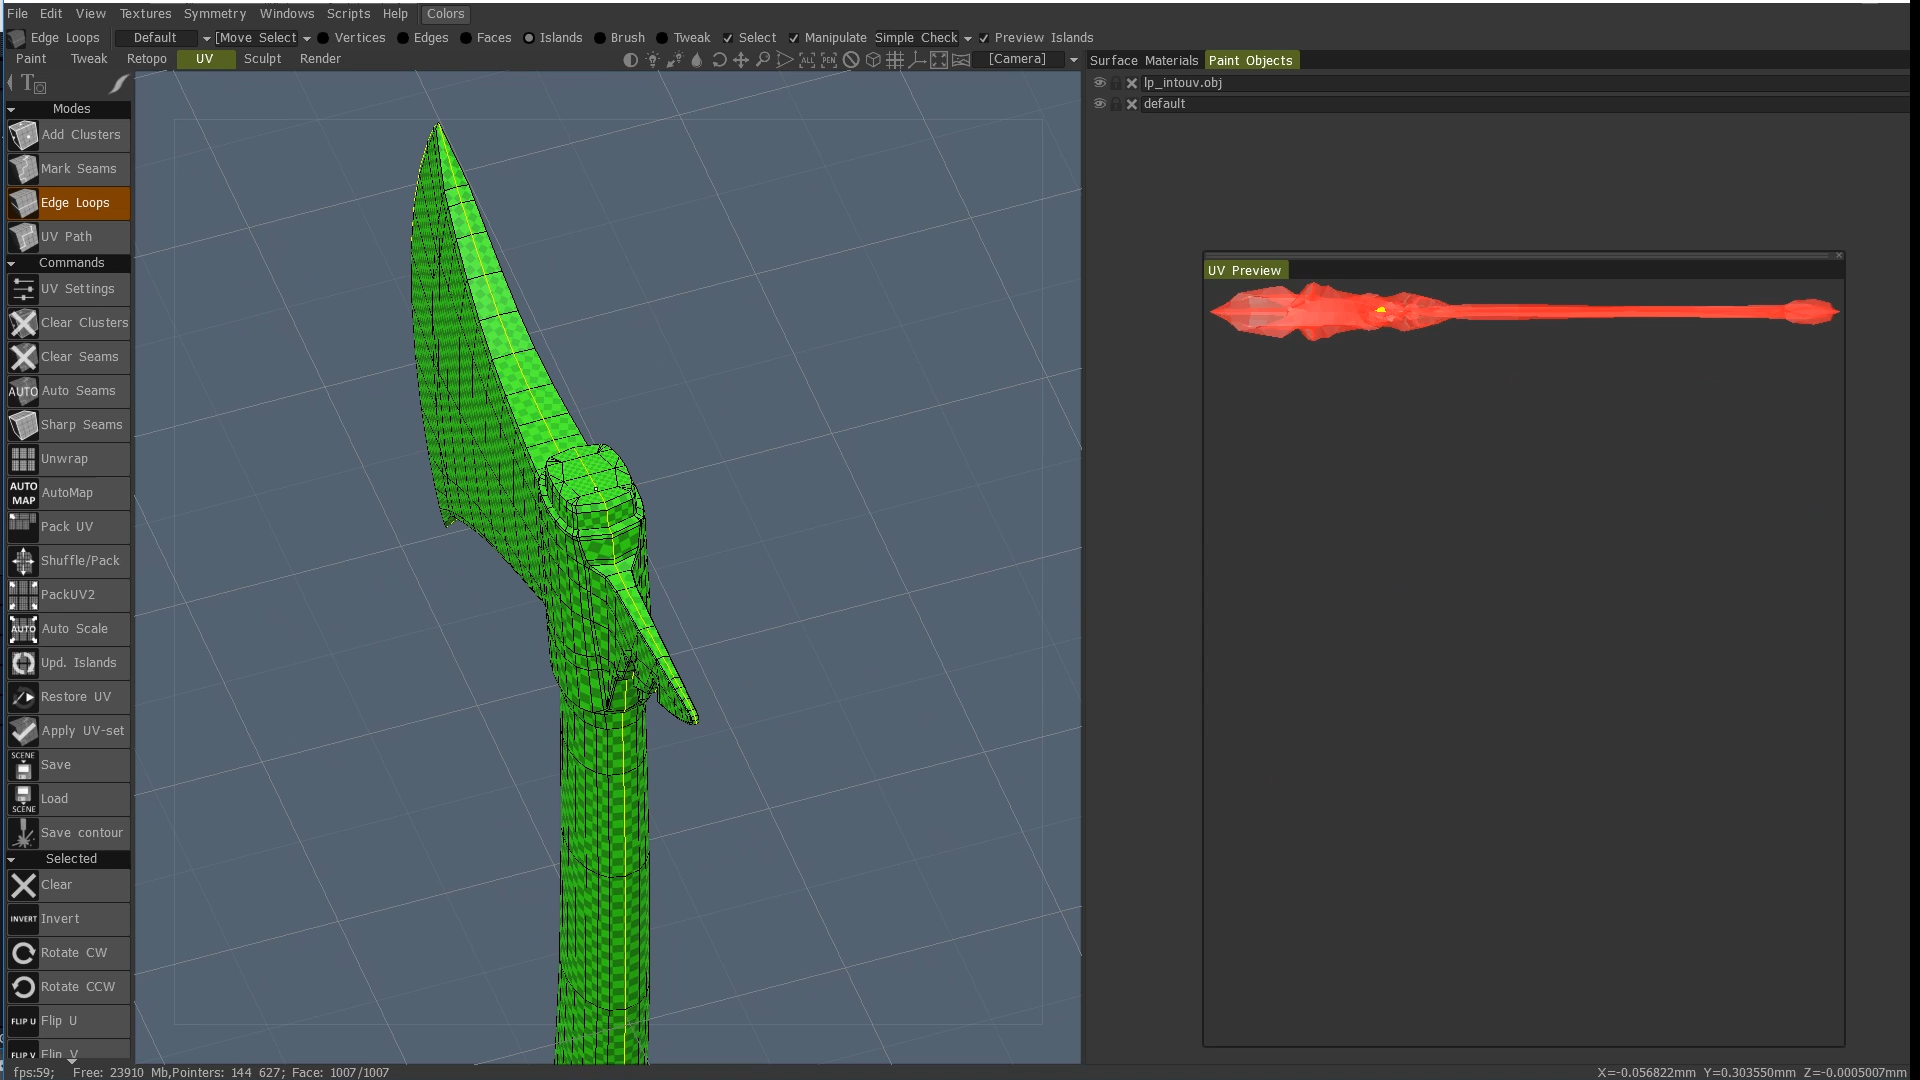 File Edit View Textures Symmetry Windows Scripts Help Colors
Edge Loops Default [Move Select] Vertices Edges Faces Islands Brush Tweak Select Manipulate Simple Check Preview Islands
Paint Tweak Retopo UV Sculpt Render ALL PEN [Camera]
Surface Materials Paint Objects
lp_intouv.obj
default
Modes
Add Clusters
Mark Seams
Edge Loops
UV Path
Commands
UV Settings
Clear Clusters
Clear Seams
AUTO Auto Seams
Sharp Seams
Unwrap
AUTO MAP AutoMap
Pack UV
Shuffle/Pack
PackUV2
AUTO Auto Scale
Upd. Islands
Restore UV
Apply UV-set
SCENE Save
SCENE Load
Save contour
Selected
Clear
INVERT Invert
Rotate CW
Rotate CCW
FLIP U Flip U
FLIP V Flip V
UV Preview
fps:59; Free: 23910 Mb,Pointers: 144 627; Face: 1007/1007
X=-0.056822mm Y=0.303550mm Z=-0.0005007mm